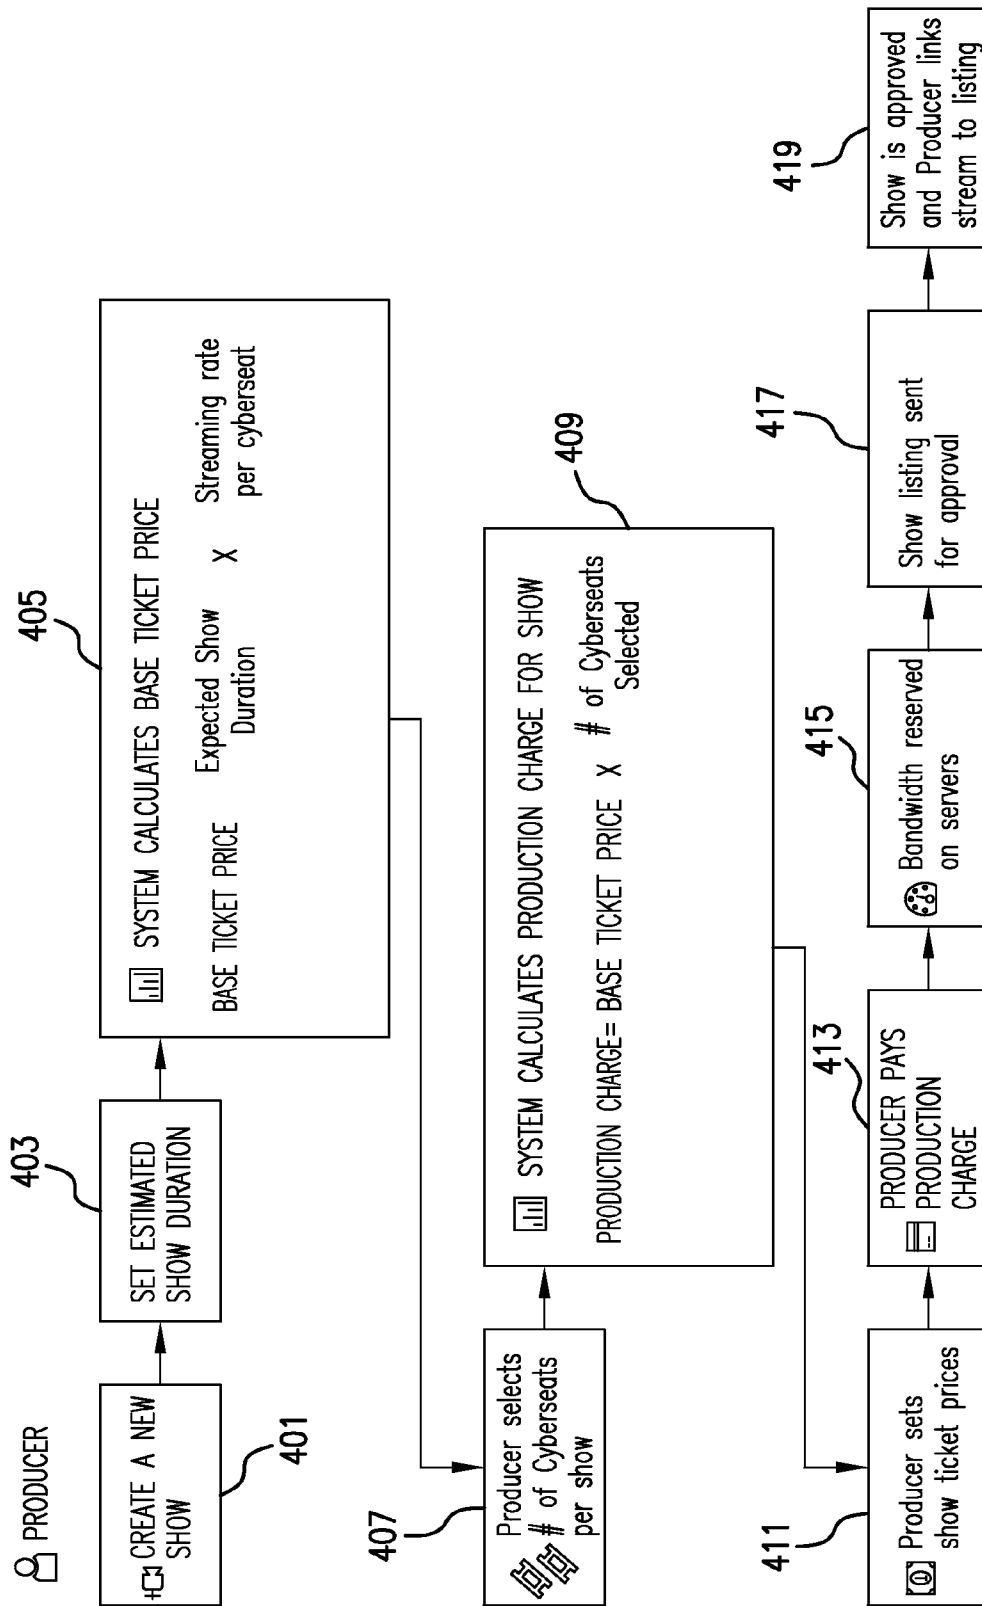 PRODUCER
CREATE A NEW
SHOW
401
SET ESTIMATED
SHOW DURATION
403
SYSTEM CALCULATES BASE TICKET PRICE
BASE TICKET PRICE Expected Show X Streaming rate
Duration per cyberseat
405
Producer selects
# of Cyberseats
per show
407
SYSTEM CALCULATES PRODUCTION CHARGE FOR SHOW
PRODUCTION CHARGE= BASE TICKET PRICE X # of Cyberseats
Selected
409
Producer sets
show ticket prices
411
PRODUCER PAYS
PRODUCTION
CHARGE
413
Bandwidth reserved
on servers
415
Show listing sent
for approval
417
Show is approved
and Producer links
stream to listing
419